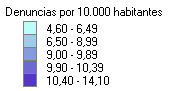 Denuncias por 10.000 habitantes
4,60 - 6,49
6,50 - 8,99
9,00 - 9,89
9,90 - 10,39
10,40 - 14,10